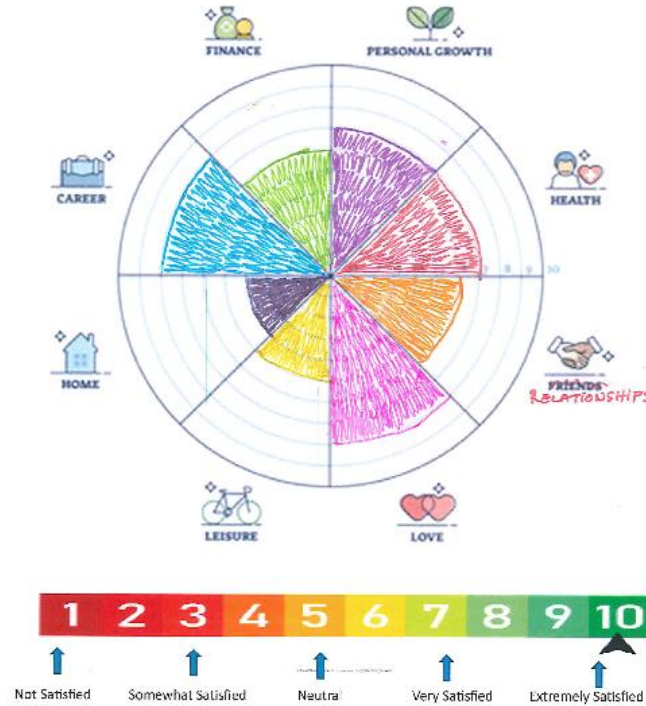 FINANCE
PERSONAL GROWTH
CAREER
HEALTH
7 8 9 10
HOME
FRIENDS
RELATIONSHIPS
LEISURE
LOVE
1 2 3 4 5 6 7 8 9 10
Not Satisfied Somewhat Satisfied Neutral Very Satisfied Extremely Satisfied